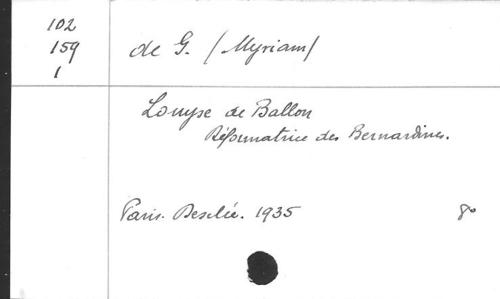 102
159
1
de G. (Myriam)
Louyse de Ballon
Réformatrice des Bernardines.
Paris. Desclée. 1935
8°